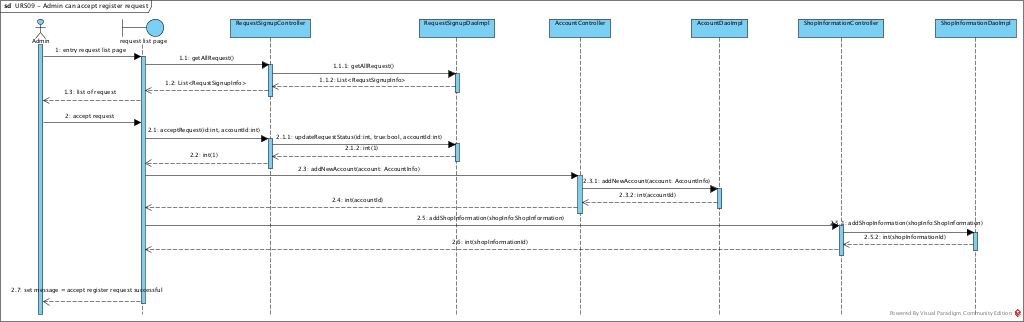 sd URS09 - Admin can accept register request
Admin
request list page
RequestSignupController
RequestSignupDaoImpl
AccountController
AccountDaoImpl
ShopInformationController
ShopInformationDaoImpl
1: entry request list page
1.1: getAllRequest()
1.1.1: getAllRequest()
1.1.2: List<RequstSignupInfo>
1.2: List<RequstSignupInfo>
1.3: list of request
2: accept request
2.1: acceptRequest(id:int, accountId:int)
2.1.1: updateRequestStatus(id:int, true:bool, accountId:int)
2.1.2: int(1)
2.2: int(1)
2.3: addNewAccount(account: AccountInfo)
2.3.1: addNewAccount(account: AccountInfo)
2.3.2: int(accountId)
2.4: int(accountId)
2.5: addShopInformation(shopInfo:ShopInformation)
2.5.1: addShopInformation(shopInfo:ShopInformation)
2.5.2: int(shopInformationId)
2.6: int(shopInformationId)
2.7: set message = accept register request successful
Powered By Visual Paradigm Community Edition